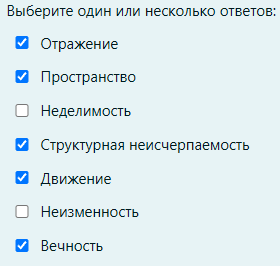 Выберите один или несколько ответов:
Отражение
Пространство
Неделимость
Структурная неисчерпаемость
Движение
Неизменность
Вечность